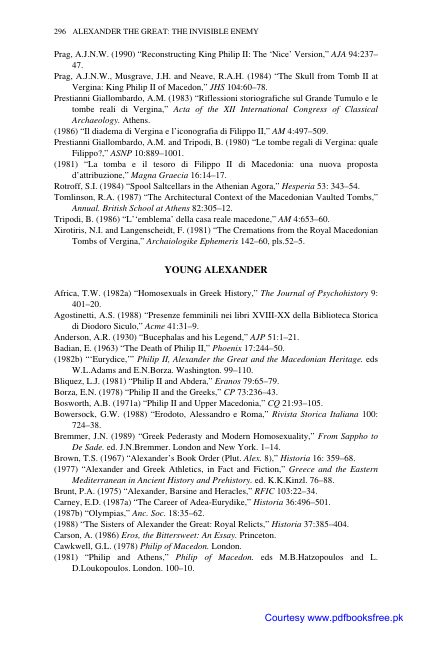 296 ALEXANDER THE GREAT: THE INVISIBLE ENEMY
Prag, A.J.N.W. (1990) “Reconstructing King Philip II: The ‘Nice’ Version,” AJA 94:237–
47.
Prag, A.J.N.W., Musgrave, J.H. and Neave, R.A.H. (1984) “The Skull from Tomb II at
Vergina: King Philip II of Macedon,” JHS 104:60–78.
Prestianni Giallombardo, A.M. (1983) “Riflessioni storiografiche sul Grande Tumulo e le
tombe reali di Vergina,” Acta of the XII International Congress of Classical
Archaeology. Athens.
(1986) “Il diadema di Vergina e l’iconografia di Filippo II,” AM 4:497–509.
Prestianni Giallombardo, A.M. and Tripodi, B. (1980) “Le tombe regali di Vergina: quale
Filippo?,” ASNP 10:889–1001.
(1981) “La tomba e il tesoro di Filippo II di Macedonia: una nuova proposta
d’attribuzione,” Magna Graecia 16:14–17.
Rotroff, S.I. (1984) “Spool Saltcellars in the Athenian Agora,” Hesperia 53: 343–54.
Tomlinson, R.A. (1987) “The Architectural Context of the Macedonian Vaulted Tombs,”
Annual. British School at Athens 82:305–12.
Tripodi, B. (1986) “L’‘emblema’ della casa reale macedone,” AM 4:653–60.
Xirotiris, N.I. and Langenscheidt, F. (1981) “The Cremations from the Royal Macedonian
Tombs of Vergina,” Archaiologike Ephemeris 142–60, pls.52–5.
YOUNG ALEXANDER
Africa, T.W. (1982a) “Homosexuals in Greek History,” The Journal of Psychohistory 9:
401–20.
Agostinetti, A.S. (1988) “Presenze femminili nei libri XVIII-XX della Biblioteca Storica
di Diodoro Siculo,” Acme 41:31–9.
Anderson, A.R. (1930) “Bucephalas and his Legend,” AJP 51:1–21.
Badian, E. (1963) “The Death of Philip II,” Phoenix 17:244–50.
(1982b) “‘Eurydice,’” Philip II, Alexander the Great and the Macedonian Heritage. eds
W.L.Adams and E.N.Borza. Washington. 99–110.
Bliquez, L.J. (1981) “Philip II and Abdera,” Eranos 79:65–79.
Borza, E.N. (1978) “Philip II and the Greeks,” CP 73:236–43.
Bosworth, A.B. (1971a) “Philip II and Upper Macedonia,” CQ 21:93–105.
Bowersock, G.W. (1988) “Erodoto, Alessandro e Roma,” Rivista Storica Italiana 100:
724–38.
Bremmer, J.N. (1989) “Greek Pederasty and Modern Homosexuality,” From Sappho to
De Sade. ed. J.N.Bremmer. London and New York. 1–14.
Brown, T.S. (1967) “Alexander’s Book Order (Plut. Alex. 8),” Historia 16: 359–68.
(1977) “Alexander and Greek Athletics, in Fact and Fiction,” Greece and the Eastern
Mediterranean in Ancient History and Prehistory. ed. K.K.Kinzl. 76–88.
Brunt, P.A. (1975) “Alexander, Barsine and Heracles,” RFIC 103:22–34.
Carney, E.D. (1987a) “The Career of Adea-Eurydike,” Historia 36:496–501.
(1987b) “Olympias,” Anc. Soc. 18:35–62.
(1988) “The Sisters of Alexander the Great: Royal Relicts,” Historia 37:385–404.
Carson, A. (1986) Eros, the Bittersweet: An Essay. Princeton.
Cawkwell, G.L. (1978) Philip of Macedon. London.
(1981) “Philip and Athens,” Philip of Macedon. eds M.B.Hatzopoulos and L.
D.Loukopoulos. London. 100–10.
Courtesy www.pdfbooksfree.pk